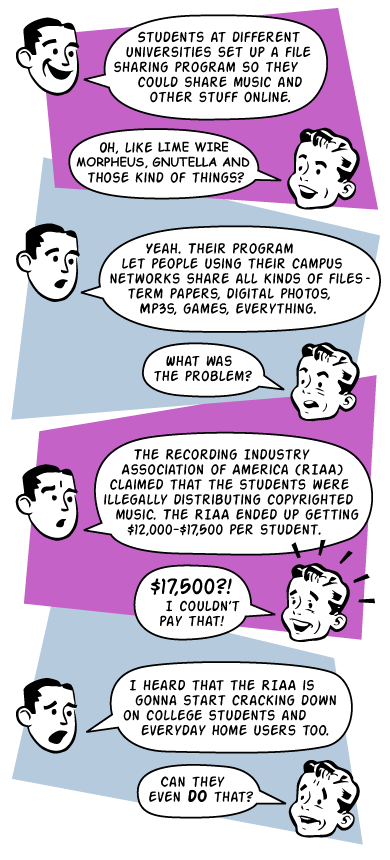 STUDENTS AT DIFFERENT
UNIVERSITIES SET UP A FILE
SHARING PROGRAM SO THEY
COULD SHARE MUSIC AND
OTHER STUFF ONLINE.
OH, LIKE LIME WIRE
MORPHEUS, GNUTELLA AND
THOSE KIND OF THINGS?
YEAH. THEIR PROGRAM
LET PEOPLE USING THEIR CAMPUS
NETWORKS SHARE ALL KINDS OF FILES-
TERM PAPERS, DIGITAL PHOTOS,
MP3S, GAMES, EVERYTHING.
WHAT WAS
THE PROBLEM?
THE RECORDING INDUSTRY
ASSOCIATION OF AMERICA (RIAA)
CLAIMED THAT THE STUDENTS WERE
ILLEGALLY DISTRIBUTING COPYRIGHTED
MUSIC. THE RIAA ENDED UP GETTING
$12,000-$17,500 PER STUDENT.
$17,500?!
I COULDN'T
PAY THAT!
I HEARD THAT THE RIAA IS
GONNA START CRACKING DOWN
ON COLLEGE STUDENTS AND
EVERYDAY HOME USERS TOO.
CAN THEY
EVEN DO THAT?